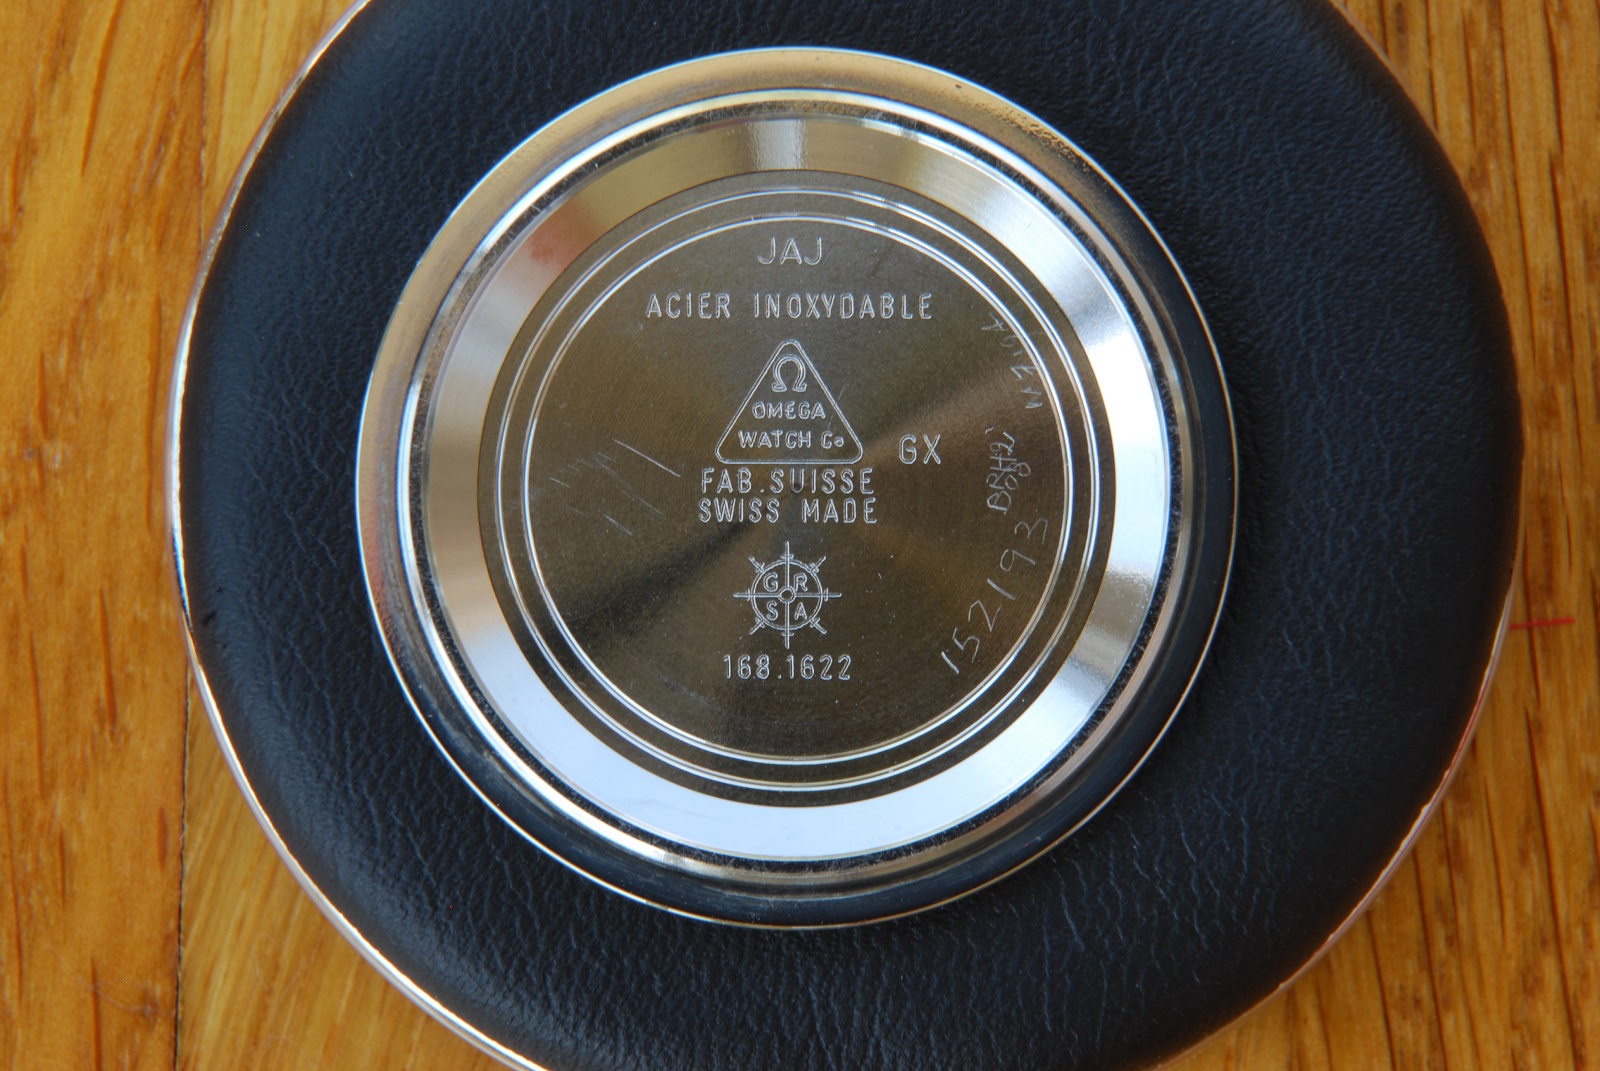 JAJ
ACIER INOXYDABLE
Ω
OMEGA
WATCH Co
GX
FAB.SUISSE
SWISS MADE
G R
S A
168.1622
152193